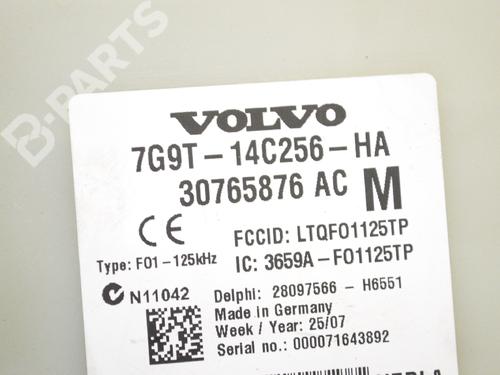 B-PARTS
VOLVO
7G9T-14C256-HA
30765876 AC M
CE FCCID: LTQFO1125TP
Type: F01-125kHz IC: 3659A-FO1125TP
N11042 Delphi: 28097566 - H6551
Made in Germany
Week / Year: 25/07
Serial no.: 000071643892